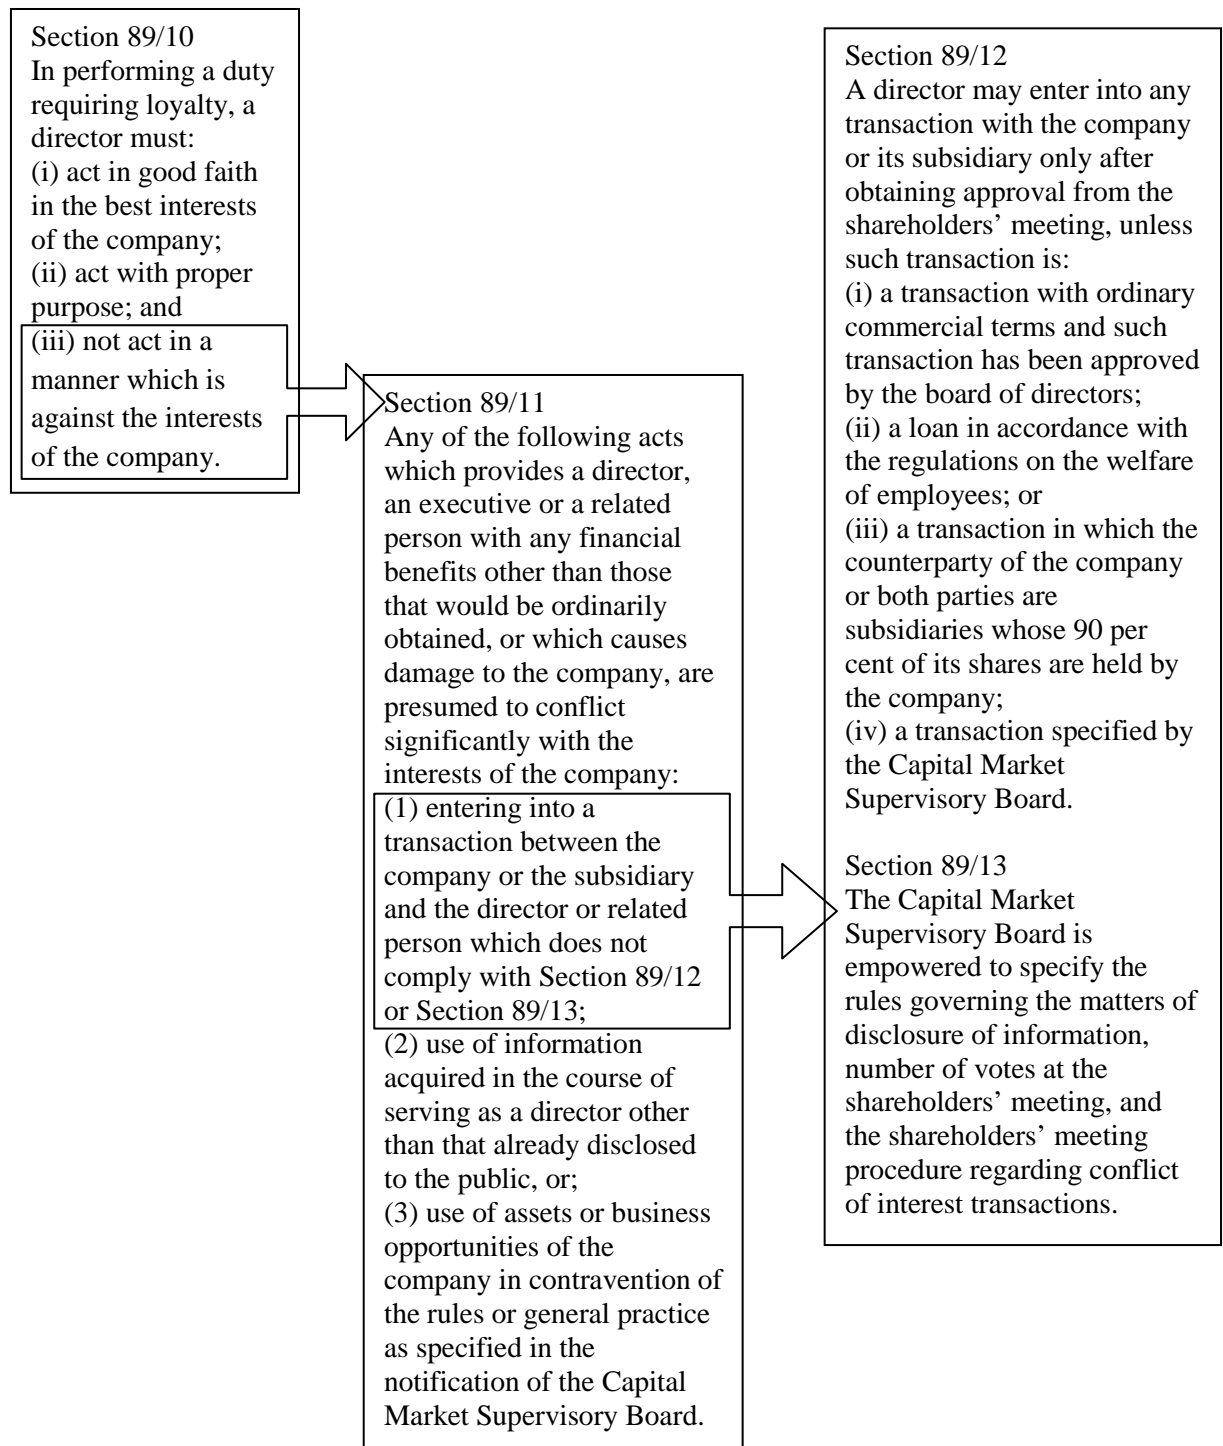 Section 89/10
In performing a duty
requiring loyalty, a
director must:
(i) act in good faith
in the best interests
of the company;
(ii) act with proper
purpose; and
(iii) not act in a
manner which is
against the interests
of the company.
Section 89/11
Any of the following acts
which provides a director,
an executive or a related
person with any financial
benefits other than those
that would be ordinarily
obtained, or which causes
damage to the company, are
presumed to conflict
significantly with the
interests of the company:
(1) entering into a
transaction between the
company or the subsidiary
and the director or related
person which does not
comply with Section 89/12
or Section 89/13;
(2) use of information
acquired in the course of
serving as a director other
than that already disclosed
to the public, or;
(3) use of assets or business
opportunities of the
company in contravention of
the rules or general practice
as specified in the
notification of the Capital
Market Supervisory Board.
Section 89/12
A director may enter into any
transaction with the company
or its subsidiary only after
obtaining approval from the
shareholders’ meeting, unless
such transaction is:
(i) a transaction with ordinary
commercial terms and such
transaction has been approved
by the board of directors;
(ii) a loan in accordance with
the regulations on the welfare
of employees; or
(iii) a transaction in which the
counterparty of the company
or both parties are
subsidiaries whose 90 per
cent of its shares are held by
the company;
(iv) a transaction specified by
the Capital Market
Supervisory Board.
Section 89/13
The Capital Market
Supervisory Board is
empowered to specify the
rules governing the matters of
disclosure of information,
number of votes at the
shareholders’ meeting, and
the shareholders’ meeting
procedure regarding conflict
of interest transactions.